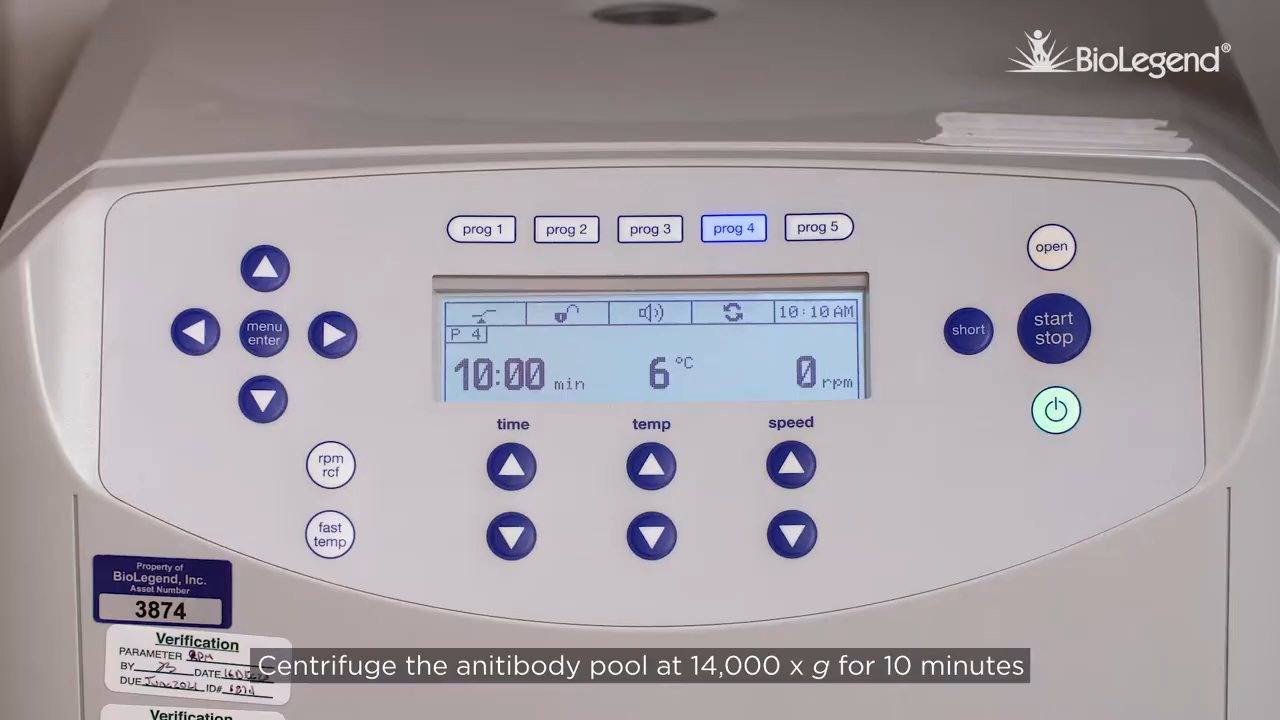 BioLegend®
prog 1
prog 2
prog 3
prog 4
prog 5
open
10:10 AM
P 4
10:00 min
6 °C
0 rpm
menu
enter
short
start
stop
time
temp
speed
rpm
rcf
fast
temp
Property of
BioLegend, Inc.
Asset Number
3874
Verification
PARAMETER RPM
BY DATE
DUE ID#
Centrifuge the anitibody pool at 14,000 x g for 10 minutes
Verification